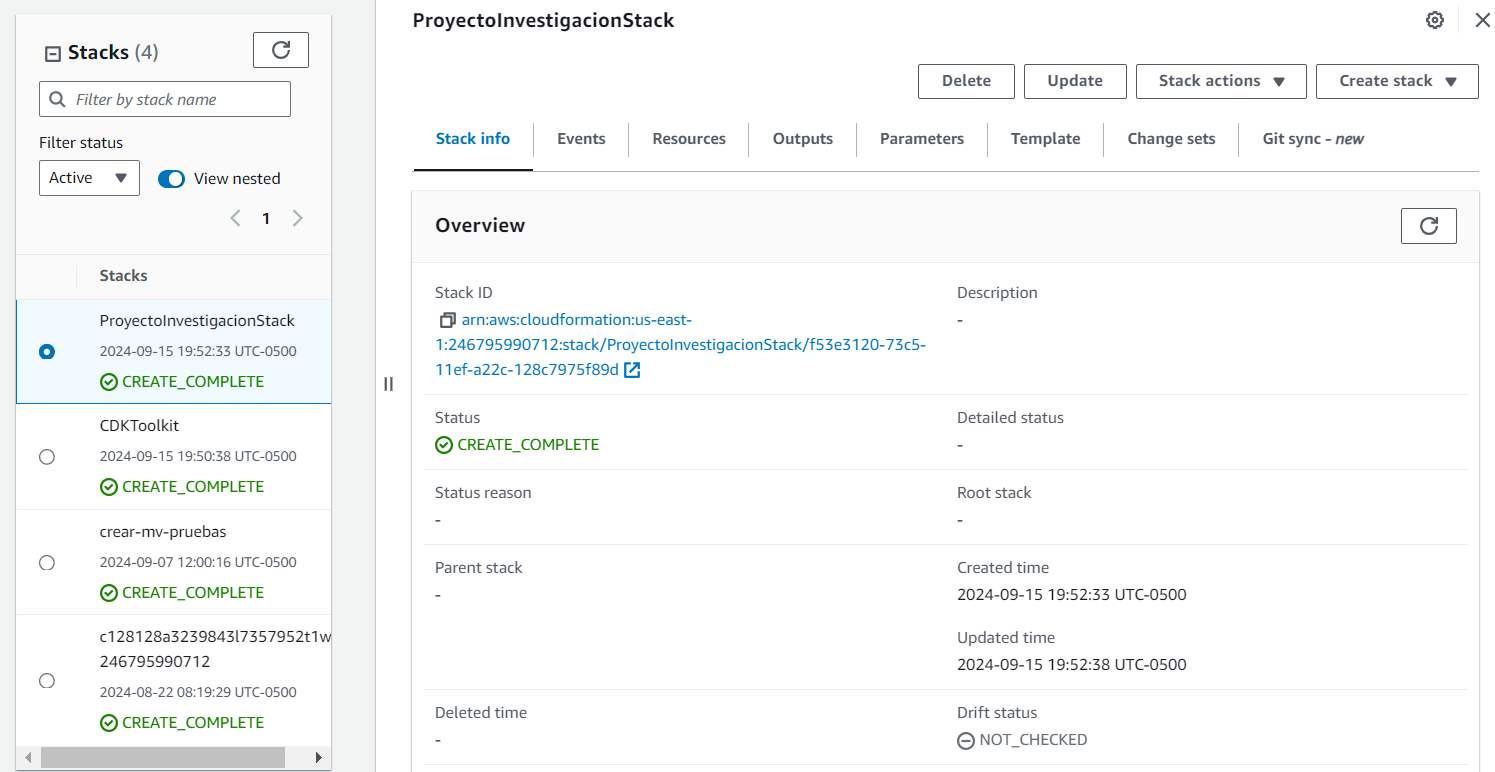 Stacks (4)
Filter by stack name
Filter status
Active
View nested
1
Stacks
ProyectoInvestigacionStack
2024-09-15 19:52:33 UTC-0500
CREATE_COMPLETE
CDKToolkit
2024-09-15 19:50:38 UTC-0500
CREATE_COMPLETE
crear-mv-pruebas
2024-09-07 12:00:16 UTC-0500
CREATE_COMPLETE
c128128a3239843l7357952t1w
246795990712
2024-08-22 08:19:29 UTC-0500
CREATE_COMPLETE
ProyectoInvestigacionStack
Delete
Update
Stack actions
Create stack
Stack info
Events
Resources
Outputs
Parameters
Template
Change sets
Git sync - new
Overview
Stack ID
arn:aws:cloudformation:us-east-
1:246795990712:stack/ProyectoInvestigacionStack/f53e3120-73c5-
11ef-a22c-128c7975f89d
Description
-
Status
CREATE_COMPLETE
Detailed status
-
Status reason
-
Root stack
-
Parent stack
-
Created time
2024-09-15 19:52:33 UTC-0500
Updated time
2024-09-15 19:52:38 UTC-0500
Deleted time
-
Drift status
NOT_CHECKED